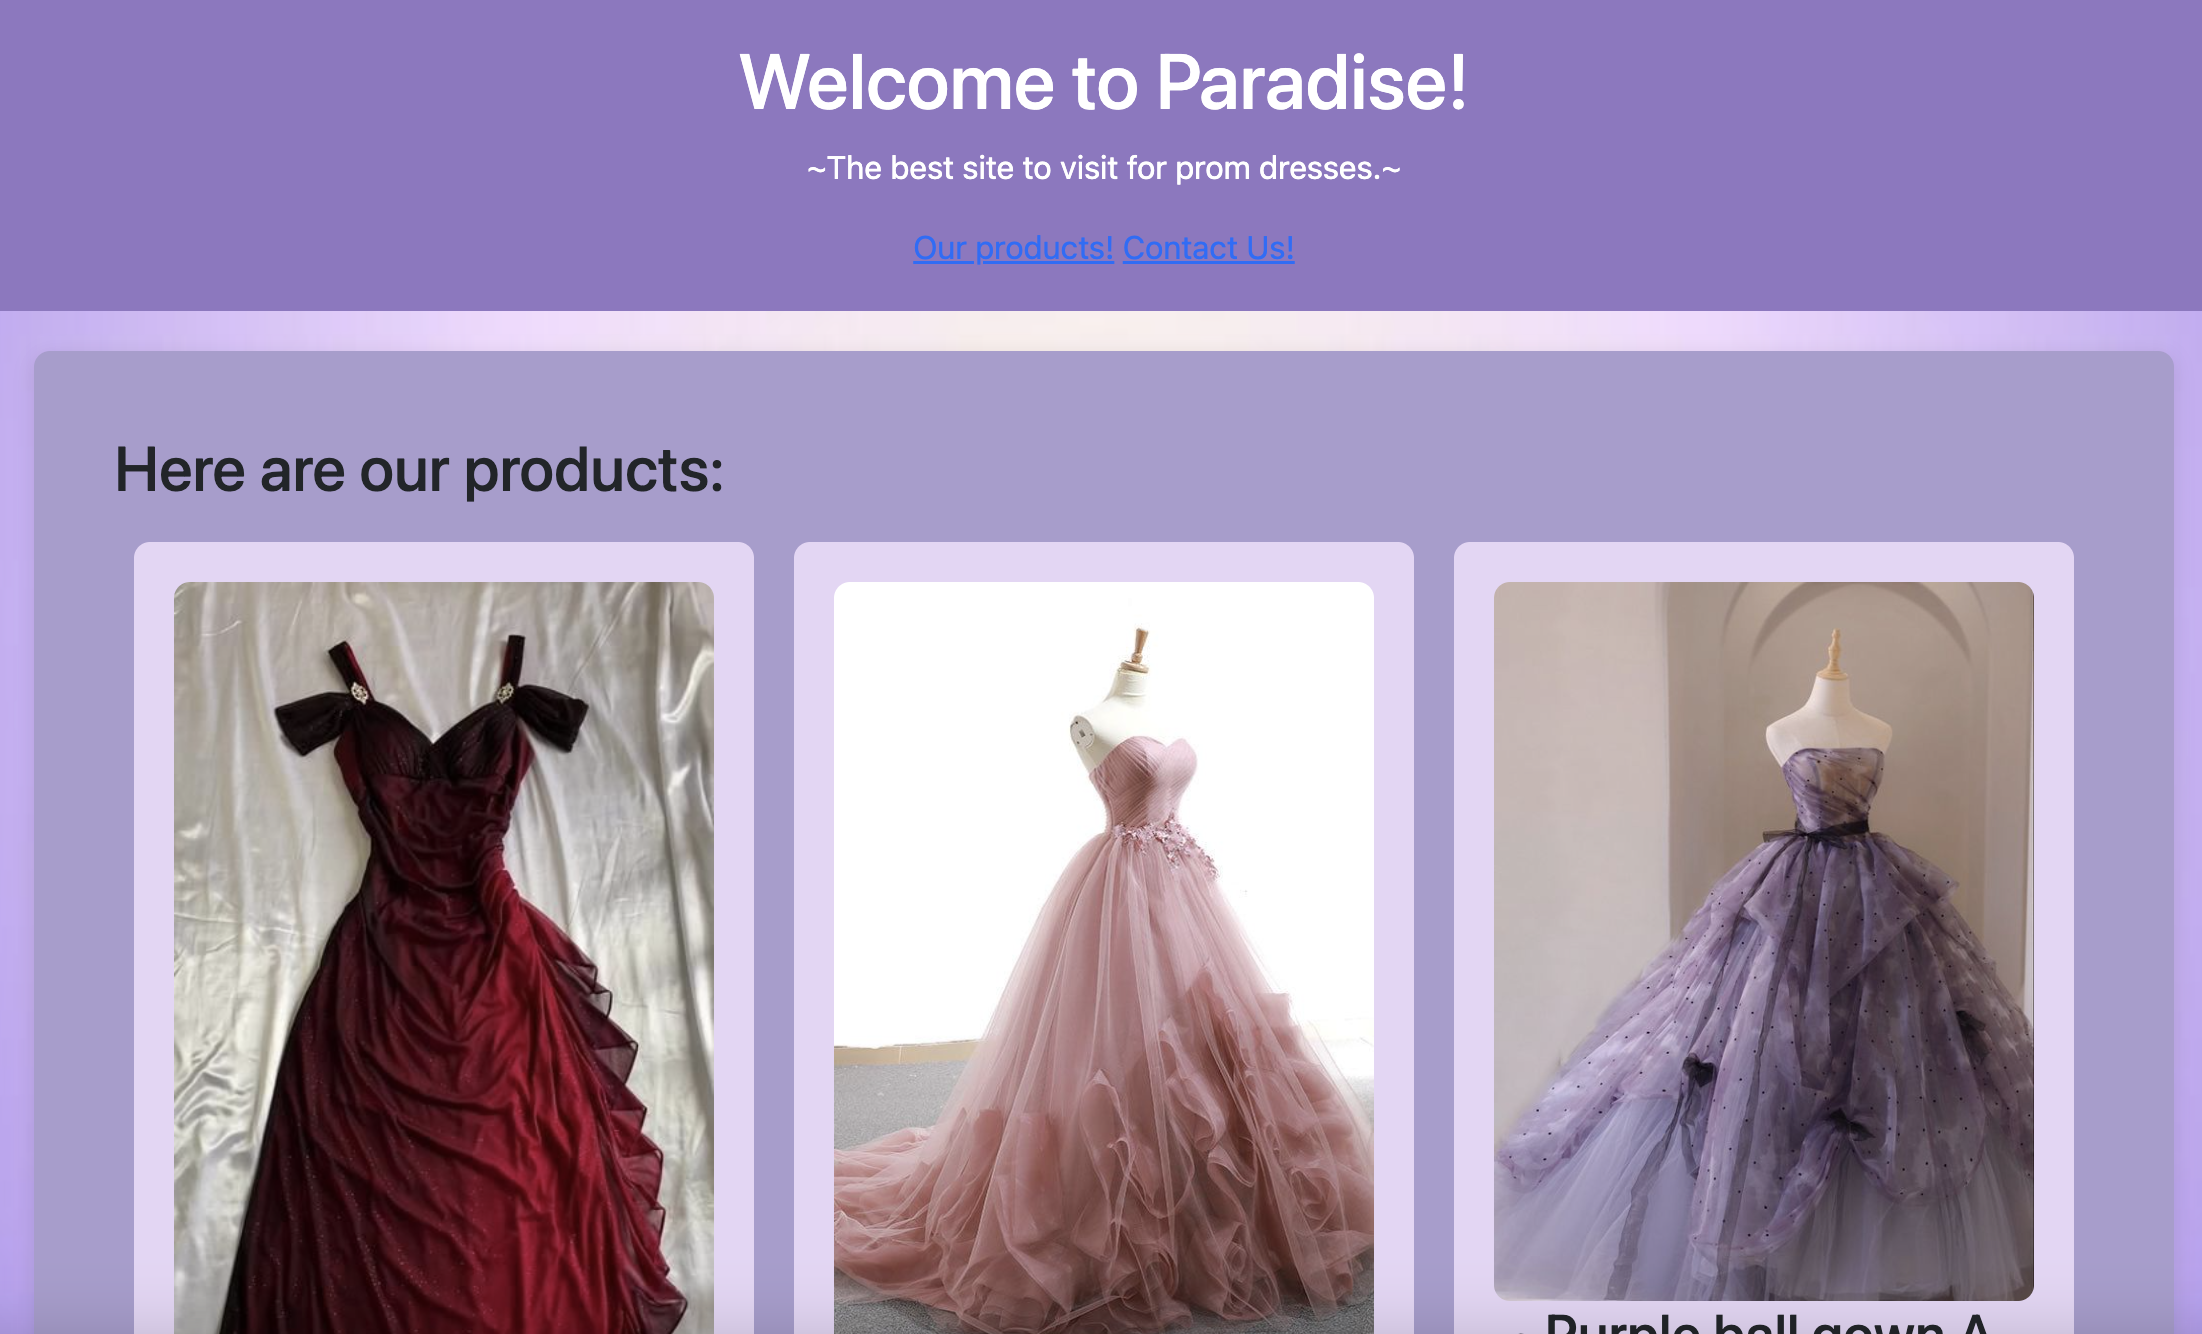 Welcome to Paradise!
~The best site to visit for prom dresses.~
Our products! Contact Us!
Here are our products:
Purple ball gown A